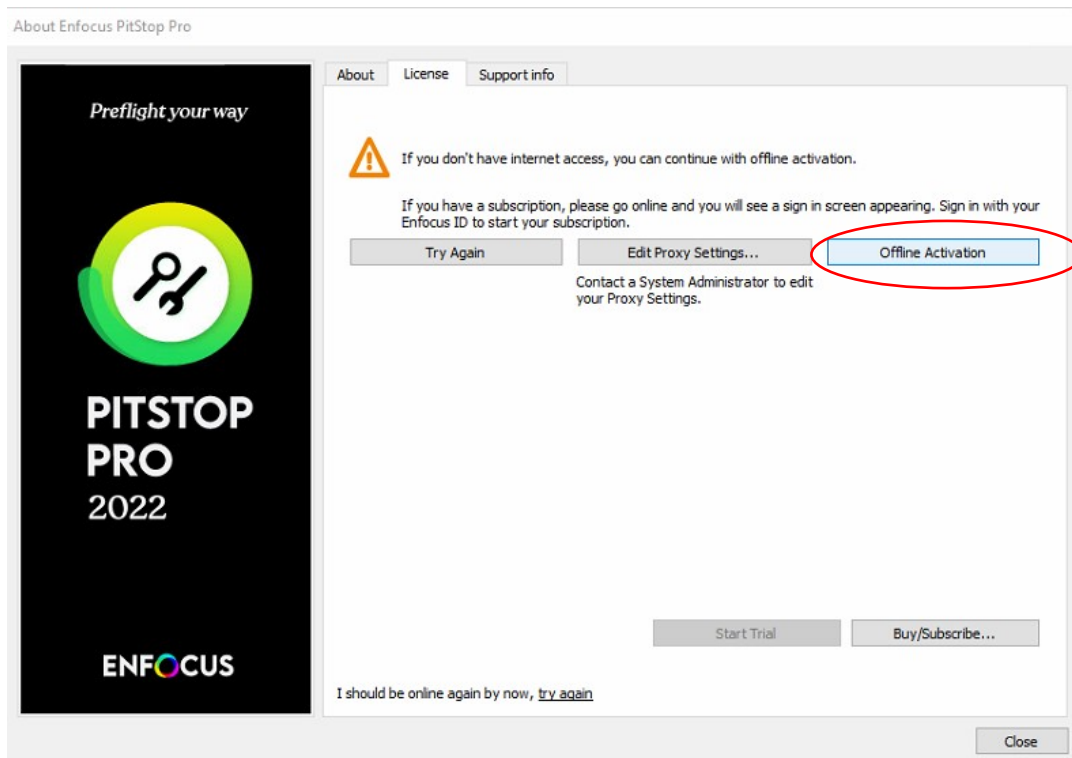 About Enfocus PitStop Pro
Preflight your way
PITSTOP
PRO
2022
ENFOCUS
About License Support info
If you don't have internet access, you can continue with offline activation.
If you have a subscription, please go online and you will see a sign in screen appearing. Sign in with your
Enfocus ID to start your subscription.
Try Again Edit Proxy Settings... Offline Activation
Contact a System Administrator to edit
your Proxy Settings.
Start Trial Buy/Subscribe...
I should be online again by now, try again
Close